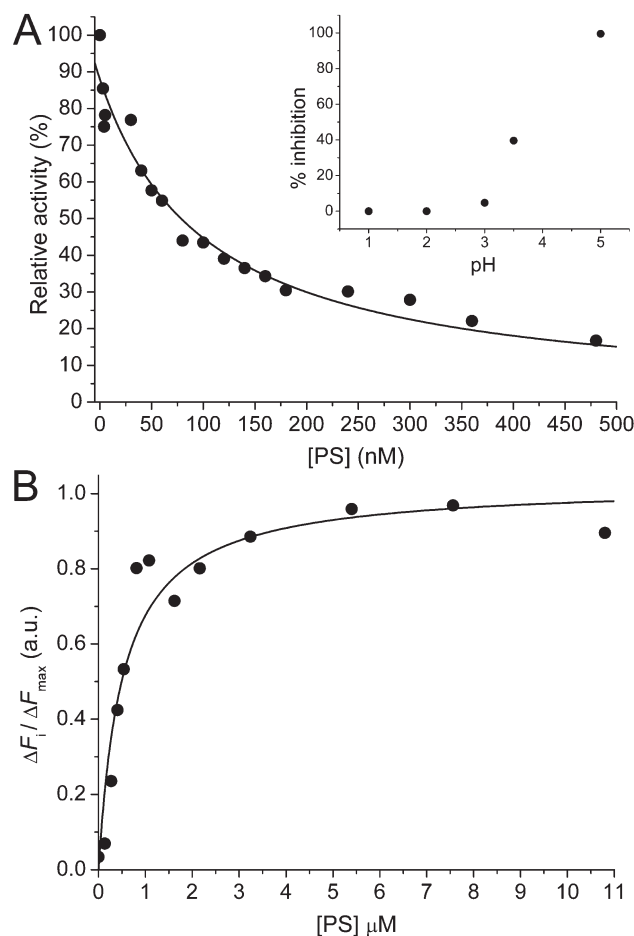 A
100
90
80
70
60
50
40
30
20
10
0
Relative activity (%)
0 50 100 150 200 250 300 350 400 450 500
[PS] (nM)
100
80
60
40
20
0
% inhibition
1 2 3 4 5
pH
B
1.0
0.8
0.6
0.4
0.2
0.0
ΔFi / ΔFmax (a.u.)
0 1 2 3 4 5 6 7 8 9 10 11
[PS] µM